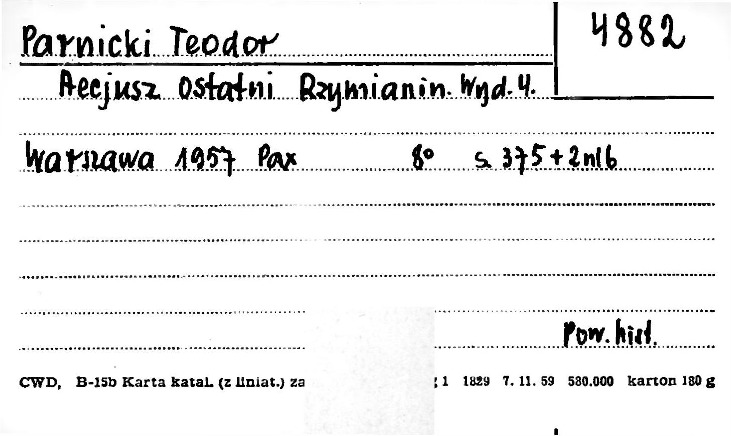 Parnicki Teodor 4882
Aecjusz ostatni Rzymianin. Wyd. 4.
Warszawa 1957 Pax 8° s. 375 + 2nlb
Pow. hist.
CWD, B-15b Karta katal. (z liniat.) za 1 1829 7. 11. 59 580.000 karton 180 g